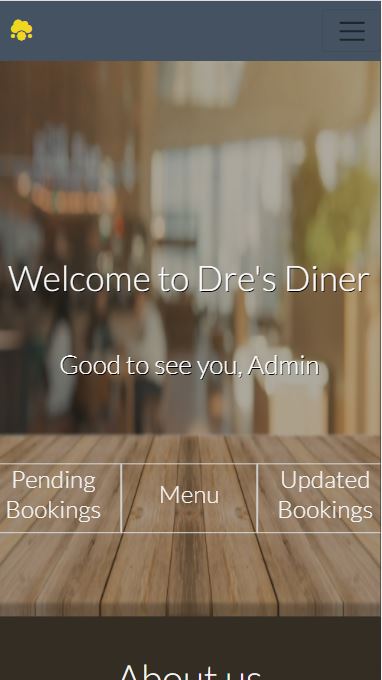 Welcome to Dre's Diner
Good to see you, Admin
Pending
Bookings
Menu
Updated
Bookings
About us